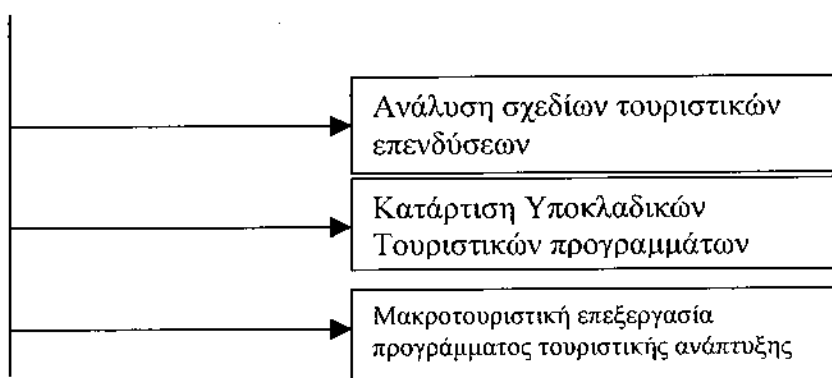 Ανάλυση σχεδίων τουριστικών
επενδύσεων
Κατάρτιση Υποκλαδικών
Τουριστικών προγραμμάτων
Μακροτουριστική επεξεργασία
προγράμματος τουριστικής ανάπτυξης